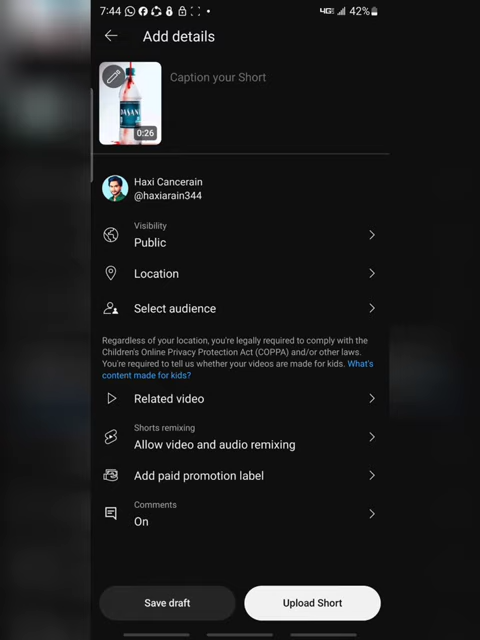 7:44 4G 42%
Add details
DASANI
0:26
Caption your Short
Haxi Cancerain
@haxiarain344
Visibility
Public
Location
Select audience
Regardless of your location, you're legally required to comply with the
Children's Online Privacy Protection Act (COPPA) and/or other laws.
You're required to tell us whether your videos are made for kids. What's
content made for kids?
Related video
Shorts remixing
Allow video and audio remixing
Add paid promotion label
Comments
On
Save draft
Upload Short